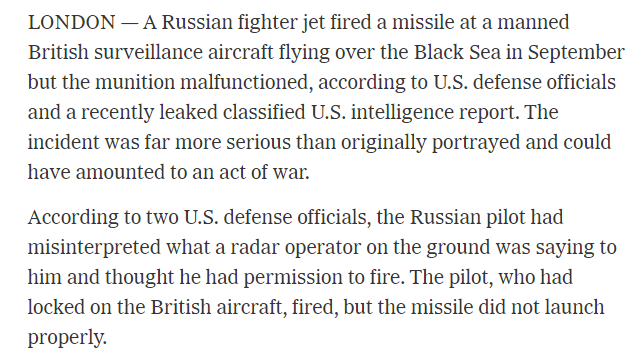 LONDON — A Russian fighter jet fired a missile at a manned
British surveillance aircraft flying over the Black Sea in September
but the munition malfunctioned, according to U.S. defense officials
and a recently leaked classified U.S. intelligence report. The
incident was far more serious than originally portrayed and could
have amounted to an act of war.
According to two U.S. defense officials, the Russian pilot had
misinterpreted what a radar operator on the ground was saying to
him and thought he had permission to fire. The pilot, who had
locked on the British aircraft, fired, but the missile did not launch
properly.